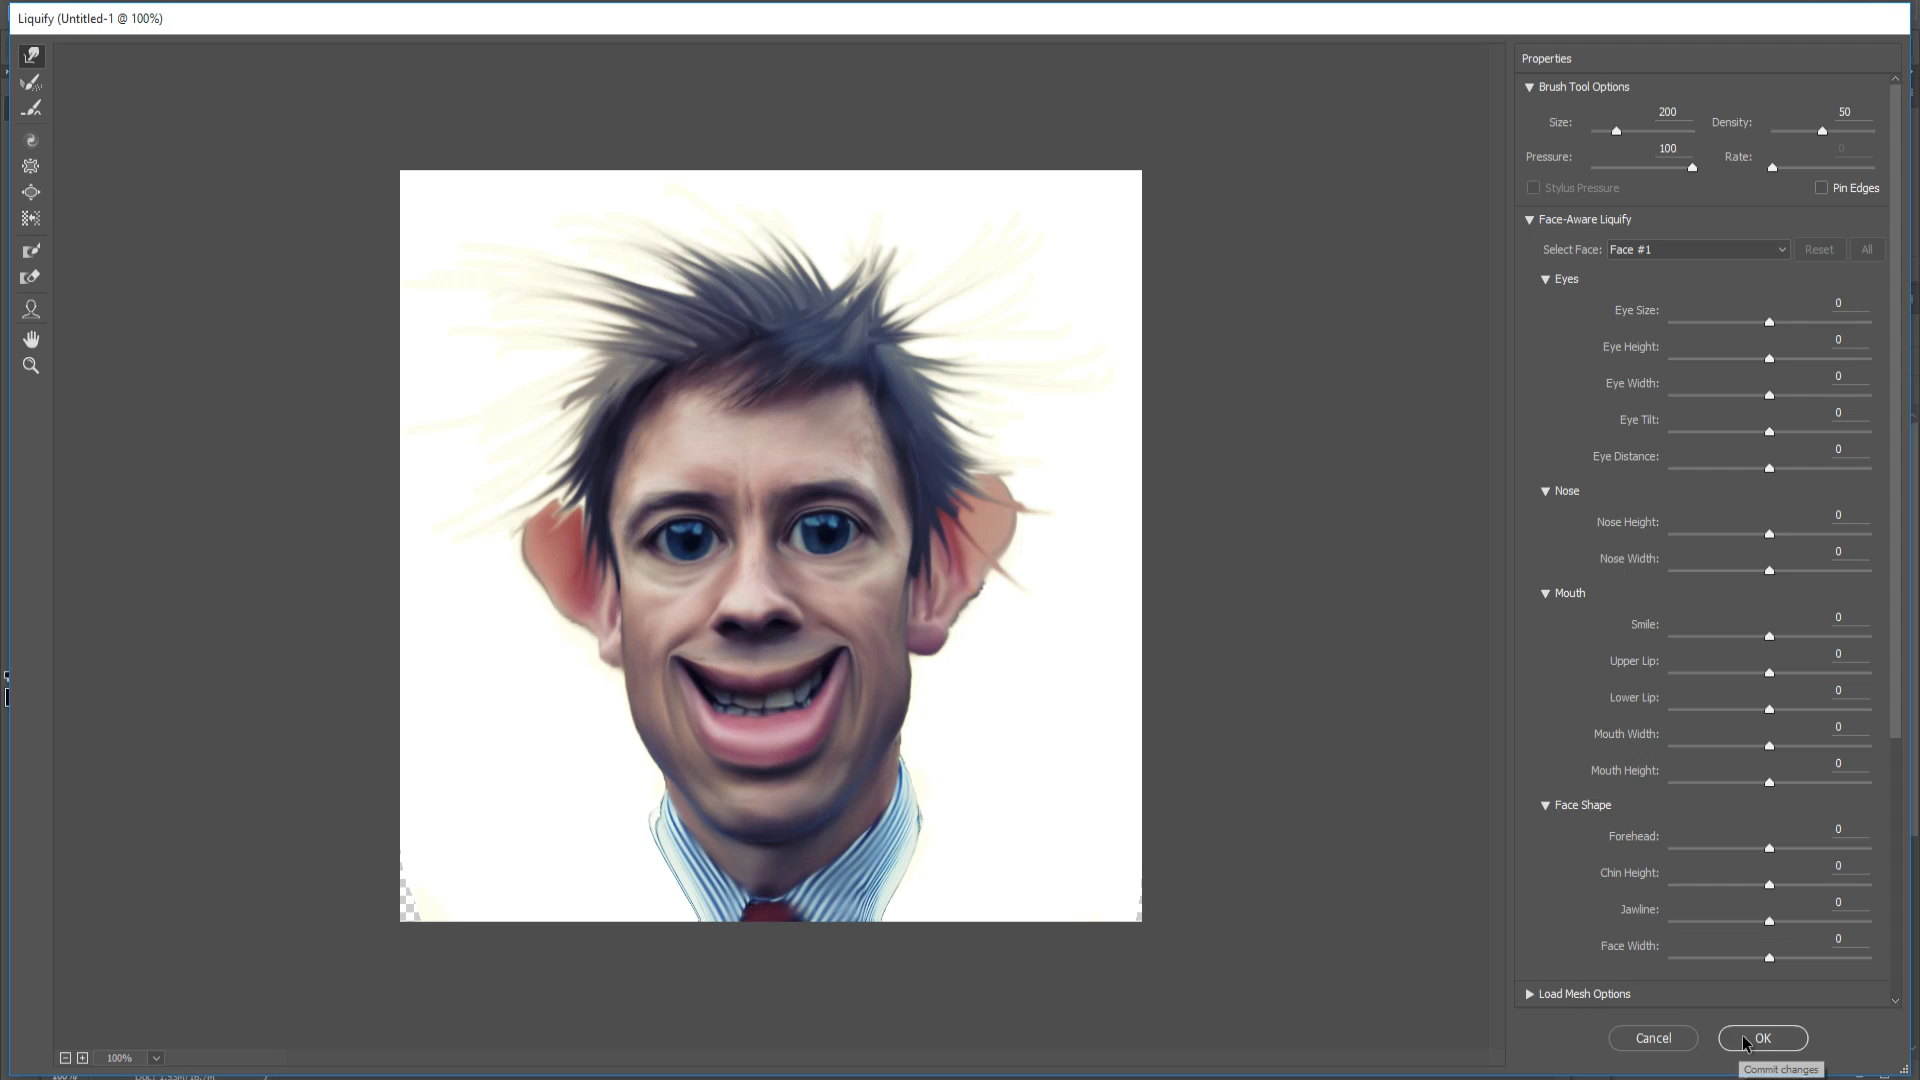 Liquify (Untitled-1 @ 100%)
Properties
Brush Tool Options
Size: 200 Density: 50
Pressure: 100 Rate: 0
Stylus Pressure Pin Edges
Face-Aware Liquify
Select Face: Face #1 Reset All
Eyes
Eye Size: 0
Eye Height: 0
Eye Width: 0
Eye Tilt: 0
Eye Distance: 0
Nose
Nose Height: 0
Nose Width: 0
Mouth
Smile: 0
Upper Lip: 0
Lower Lip: 0
Mouth Width: 0
Mouth Height: 0
Face Shape
Forehead: 0
Chin Height: 0
Jawline: 0
Face Width: 0
Load Mesh Options
Cancel OK
100%
Commit changes